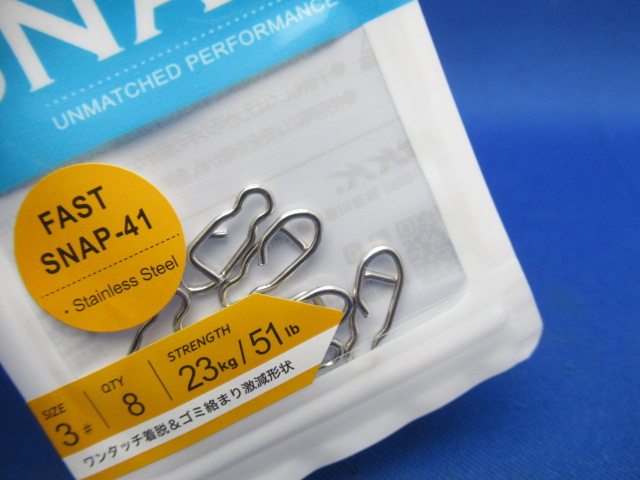 SNA
UNMATCHED PERFORMANCE
FAST
SNAP-41
・Stainless Steel
SIZE
3#
QTY
8
STRENGTH
23kg/51lb
ワンタッチ着脱&ゴミ絡まり激減形状